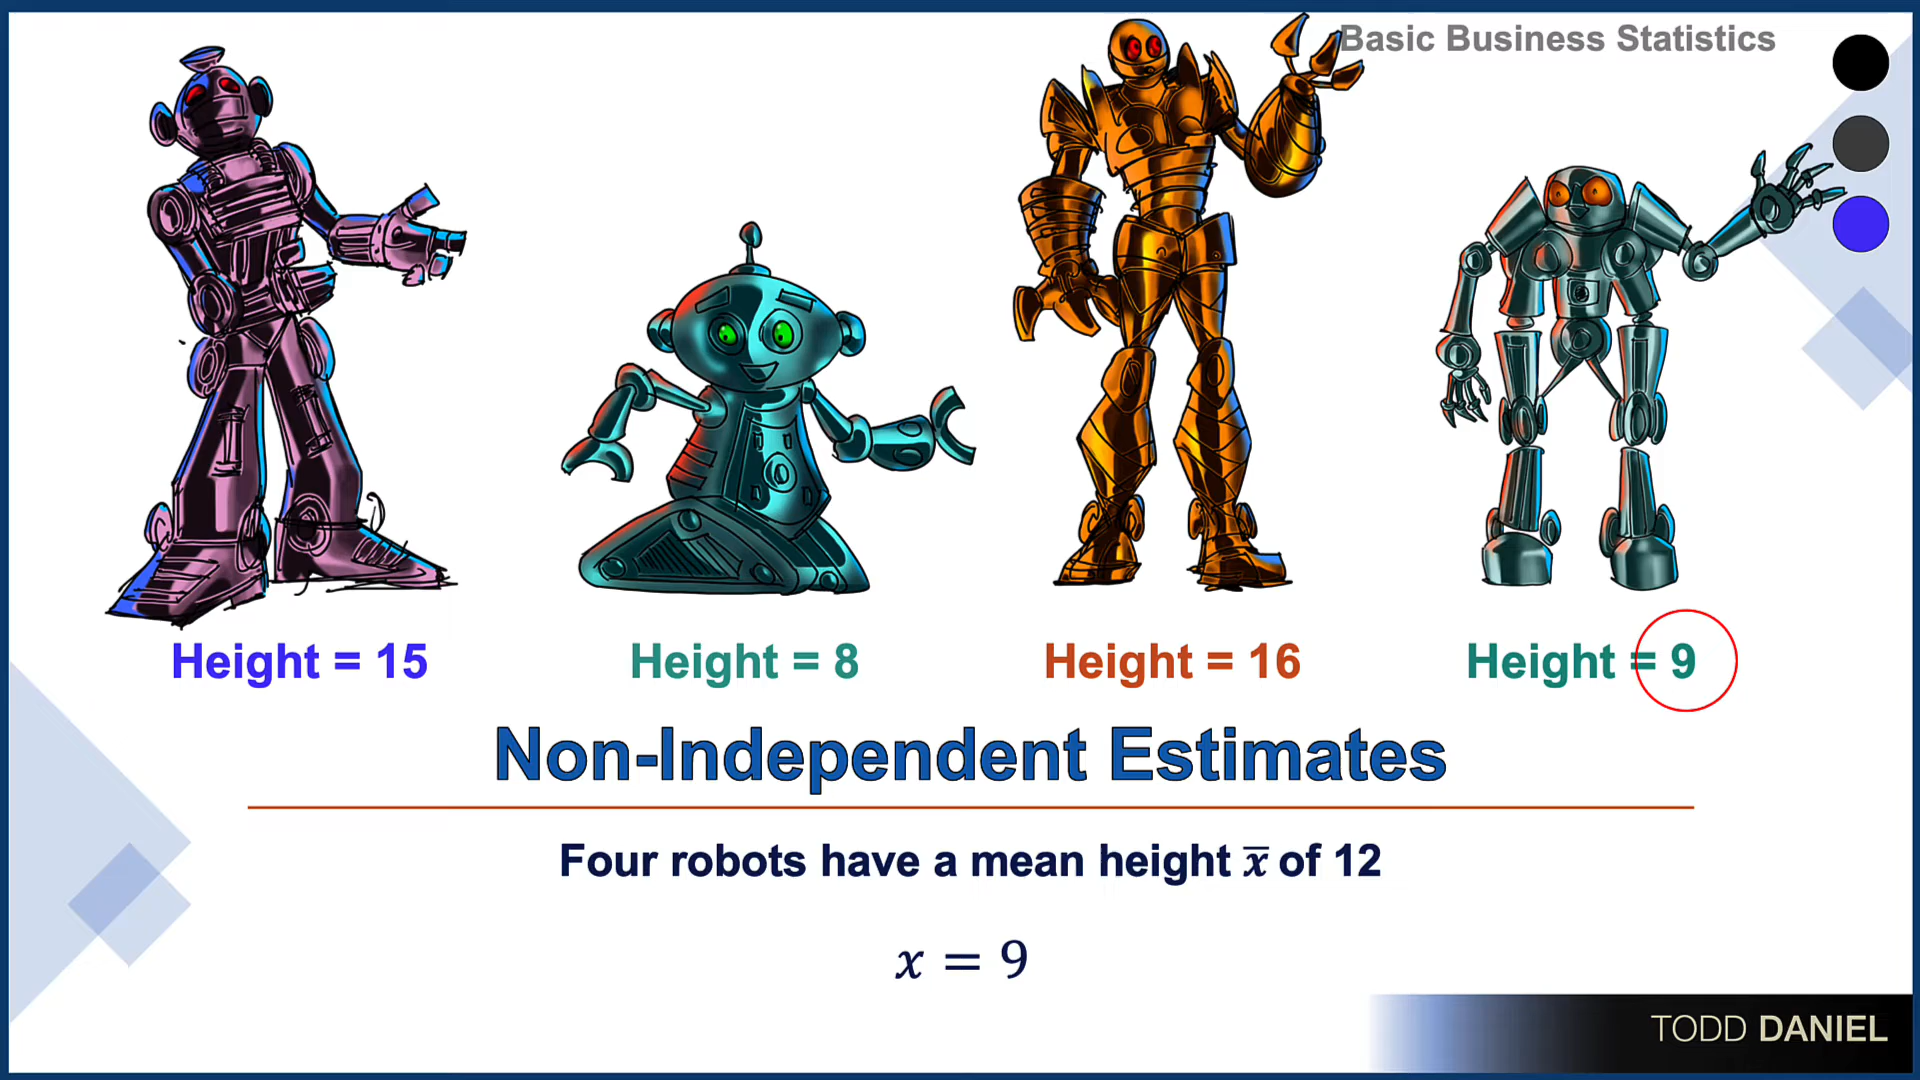 Basic Business Statistics
Height = 15
Height = 8
Height = 16
Height = 9
Non-Independent Estimates
Four robots have a mean height x̅ of 12
x = 9
TODD DANIEL